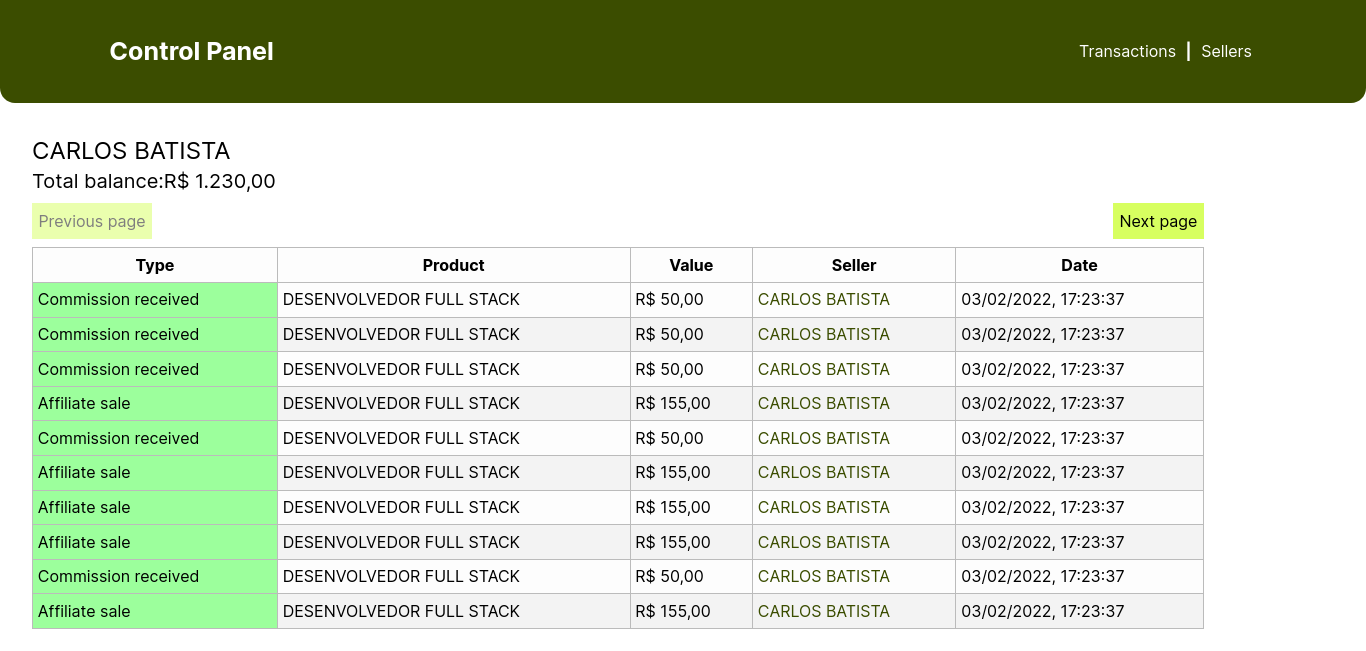 Control Panel
Transactions | Sellers
CARLOS BATISTA
Total balance:R$ 1.230,00
Previous page Next page
Type Product Value Seller Date
Commission received DESENVOLVEDOR FULL STACK R$ 50,00 CARLOS BATISTA 03/02/2022, 17:23:37
Commission received DESENVOLVEDOR FULL STACK R$ 50,00 CARLOS BATISTA 03/02/2022, 17:23:37
Commission received DESENVOLVEDOR FULL STACK R$ 50,00 CARLOS BATISTA 03/02/2022, 17:23:37
Affiliate sale DESENVOLVEDOR FULL STACK R$ 155,00 CARLOS BATISTA 03/02/2022, 17:23:37
Commission received DESENVOLVEDOR FULL STACK R$ 50,00 CARLOS BATISTA 03/02/2022, 17:23:37
Affiliate sale DESENVOLVEDOR FULL STACK R$ 155,00 CARLOS BATISTA 03/02/2022, 17:23:37
Affiliate sale DESENVOLVEDOR FULL STACK R$ 155,00 CARLOS BATISTA 03/02/2022, 17:23:37
Affiliate sale DESENVOLVEDOR FULL STACK R$ 155,00 CARLOS BATISTA 03/02/2022, 17:23:37
Commission received DESENVOLVEDOR FULL STACK R$ 50,00 CARLOS BATISTA 03/02/2022, 17:23:37
Affiliate sale DESENVOLVEDOR FULL STACK R$ 155,00 CARLOS BATISTA 03/02/2022, 17:23:37